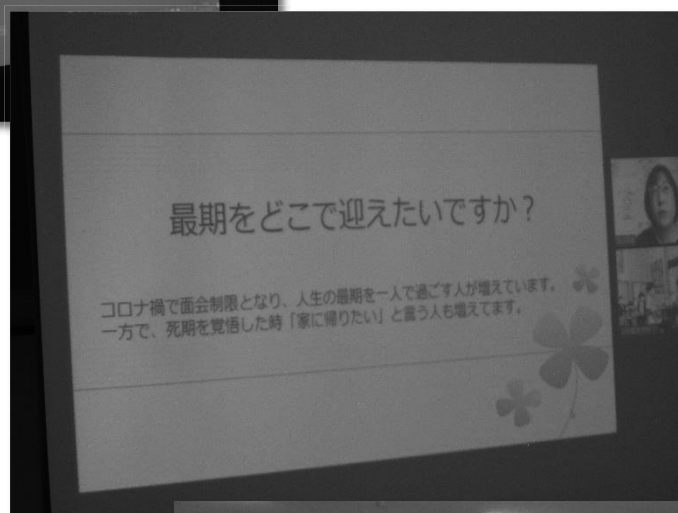 最期をどこで迎えたいですか？
コロナ禍で面会制限となり、人生の最期を一人で過ごす人が増えています。
一方で、死期を覚悟した時「家に帰りたい」と言う人も増えてます。